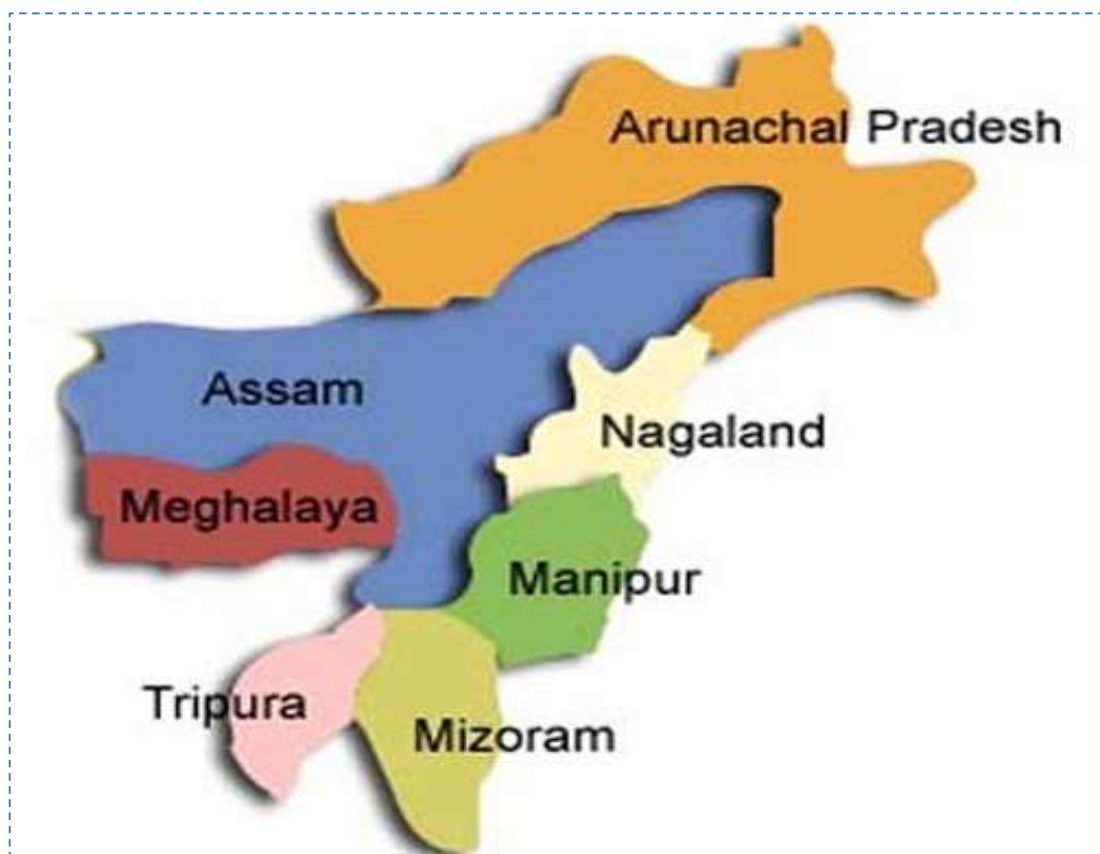 Arunachal Pradesh
Assam
Nagaland
Meghalaya
Manipur
Tripura
Mizoram